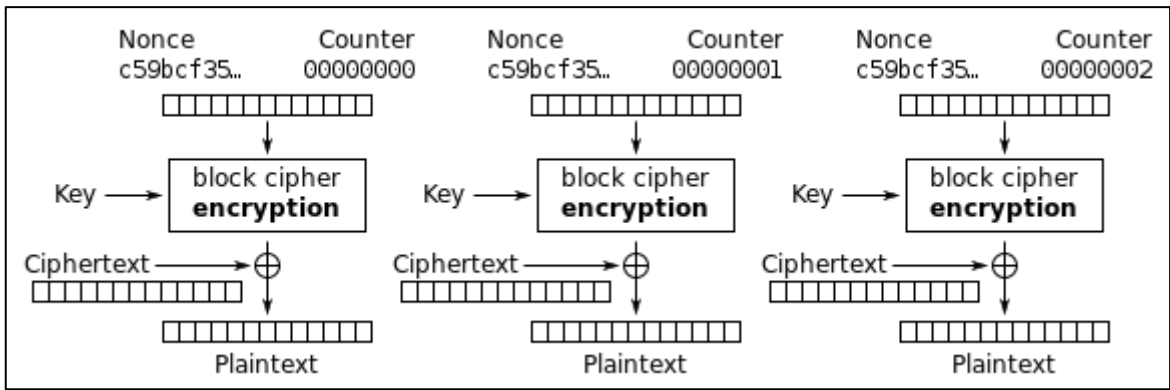 Nonce Counter Nonce Counter Nonce Counter
c59bcf35… 00000000 c59bcf35… 00000001 c59bcf35… 00000002
block cipher block cipher block cipher
Key encryption Key encryption Key encryption
Ciphertext Ciphertext Ciphertext
Plaintext Plaintext Plaintext